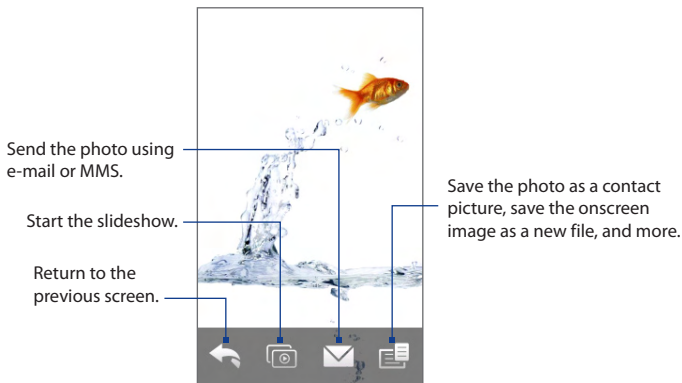 Send the photo using
e-mail or MMS.
Start the slideshow.
Return to the
previous screen.
Save the photo as a contact
picture, save the onscreen
image as a new file, and more.